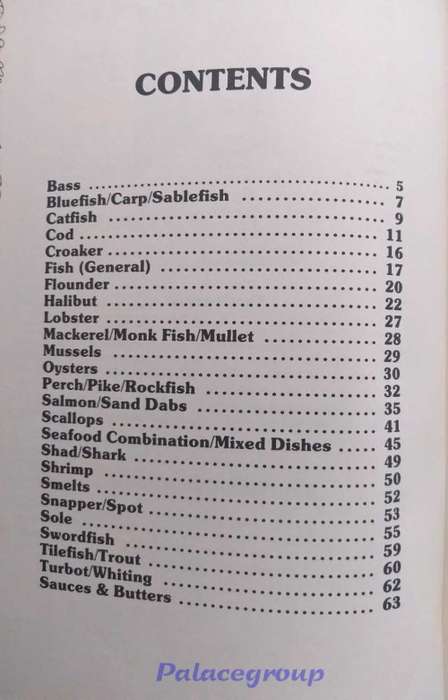 CONTENTS
Bass ........................................ 5
Bluefish/Carp/Sablefish .................. 7
Catfish ..................................... 9
Cod ........................................ 11
Croaker .................................... 16
Fish (General) ............................. 17
Flounder ................................... 20
Halibut .................................... 22
Lobster .................................... 27
Mackerel/Monk Fish/Mullet ............... 28
Mussels .................................... 29
Oysters .................................... 30
Perch/Pike/Rockfish ...................... 32
Salmon/Sand Dabs ......................... 35
Scallops ................................... 41
Seafood Combination/Mixed Dishes ..... 45
Shad/Shark ................................. 49
Shrimp ..................................... 50
Smelts ..................................... 52
Snapper/Spot ............................... 53
Sole ....................................... 55
Swordfish .................................. 59
Tilefish/Trout ............................. 60
Turbot/Whiting ............................. 62
Sauces & Butters ........................... 63
Palacegroup